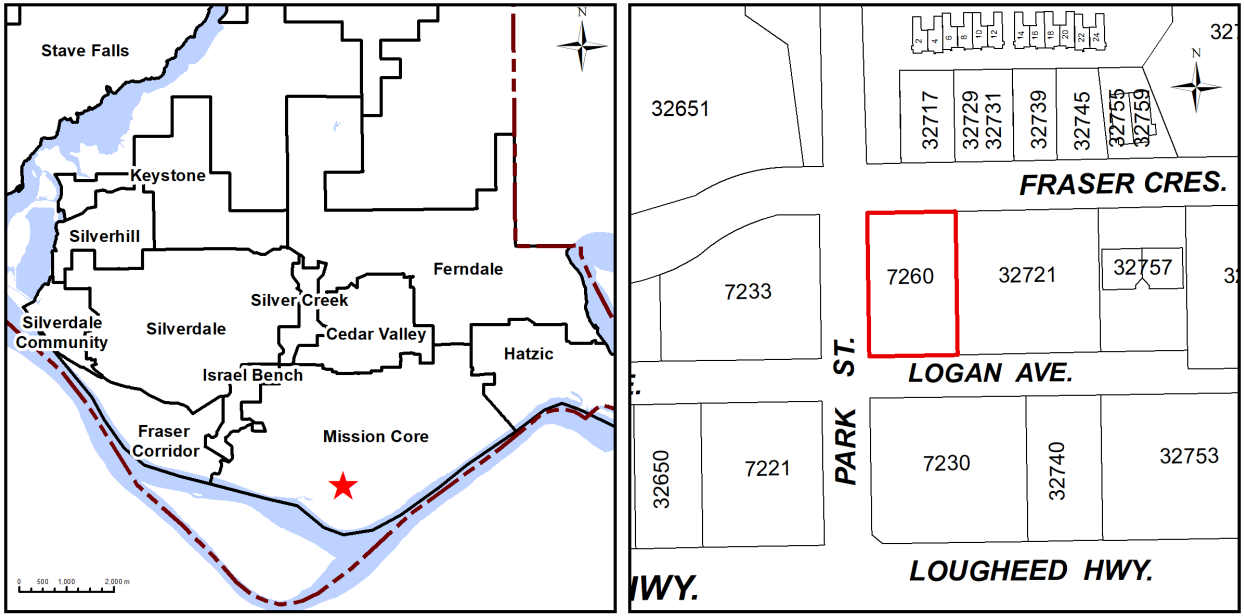 N
Stave Falls
Keystone
Silverhill
Ferndale
Silver Creek
Silverdale
Community
Silverdale
Cedar Valley
Hatzic
Israel Bench
Fraser
Corridor
Mission Core
0 500 1,000 2,000 m
2 4 6 8 10 12 14 16 18 20 22 24
N
32651
32717
32729
32731
32739
32745
32755
32759
FRASER CRES.
7233
7260
32721
32757
PARK ST.
LOGAN AVE.
32650
7221
7230
32740
32753
LOUGHEED HWY.
HWY.